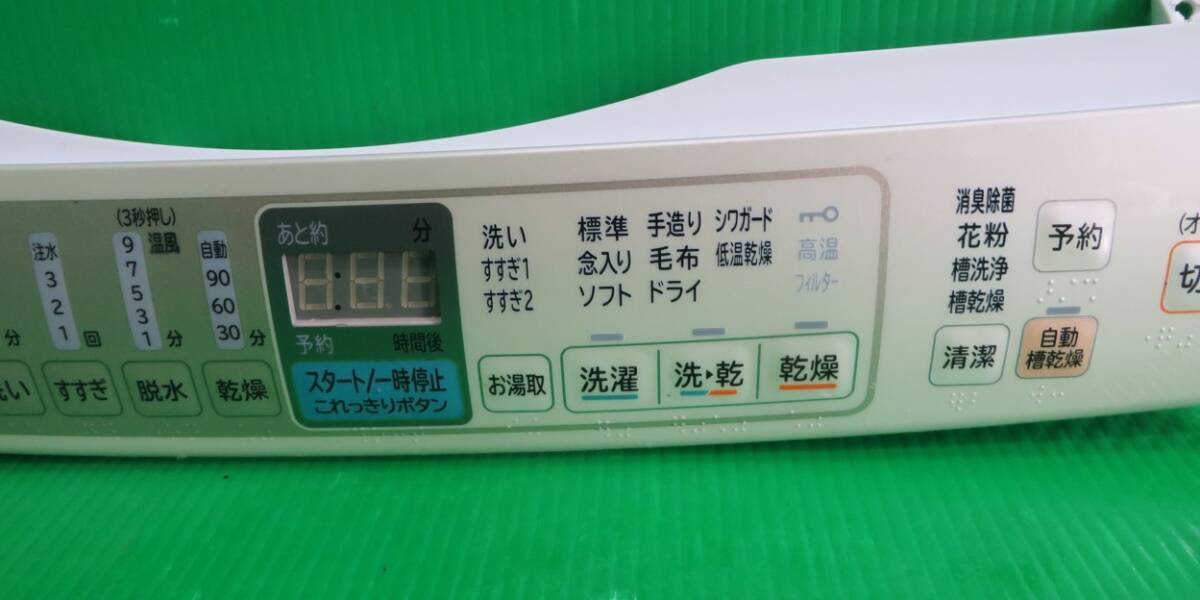 分
注水
3
2
1 回
(3秒押し)
9 温風
7
5
3
1 分
自動
90
60
30 分
すすぎ
脱水
乾燥
あと約 分
8:88
予約 時間後
スタート/一時停止
これっきりボタン
洗い
すすぎ1
すすぎ2
お湯取
標準 手造り シワガード
念入り 毛布 低温乾燥
ソフト ドライ
高温
フィルター
洗濯
洗▸乾
乾燥
消臭除菌
花粉
槽洗浄
槽乾燥
清潔
予約
自動
槽乾燥
切